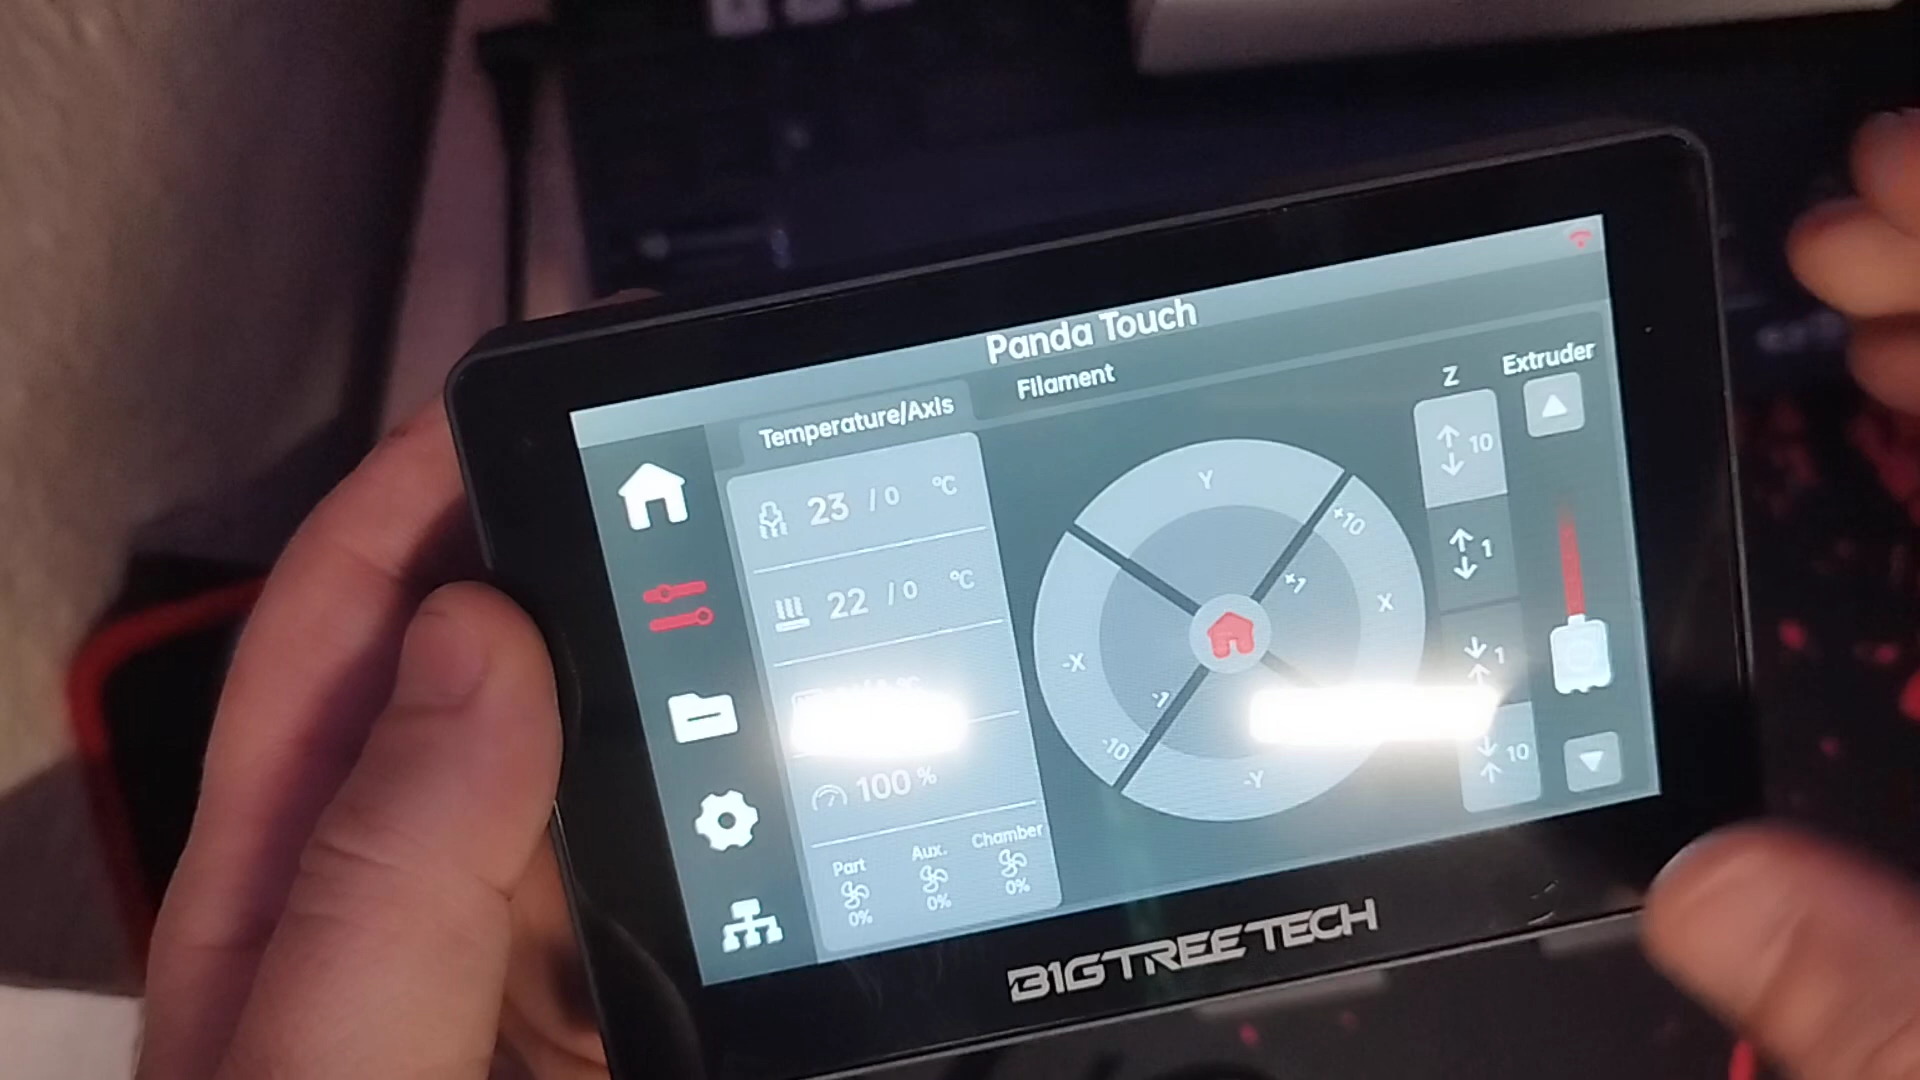 Panda Touch
Temperature/Axis
Filament
23 / 0 °C
22 / 0 °C
100 %
Part
Aux.
Chamber
0%
0%
0%
Y
+10
+1
X
-X
-1
-10
-Y
Z
10
1
1
10
Extruder
BIGTREETECH